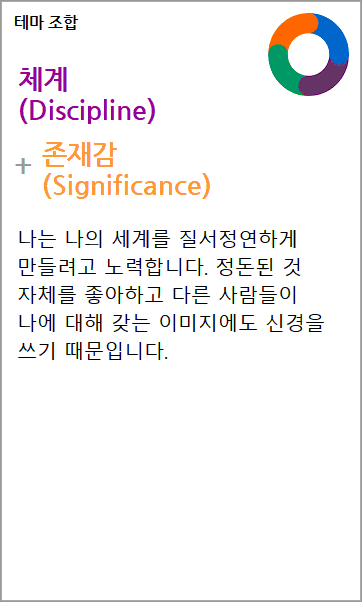 테마 조합
체계
(Discipline)
+ 존재감
(Significance)
나는 나의 세계를 질서정연하게
만들려고 노력합니다. 정돈된 것
자체를 좋아하고 다른 사람들이
나에 대해 갖는 이미지에도 신경을
쓰기 때문입니다.